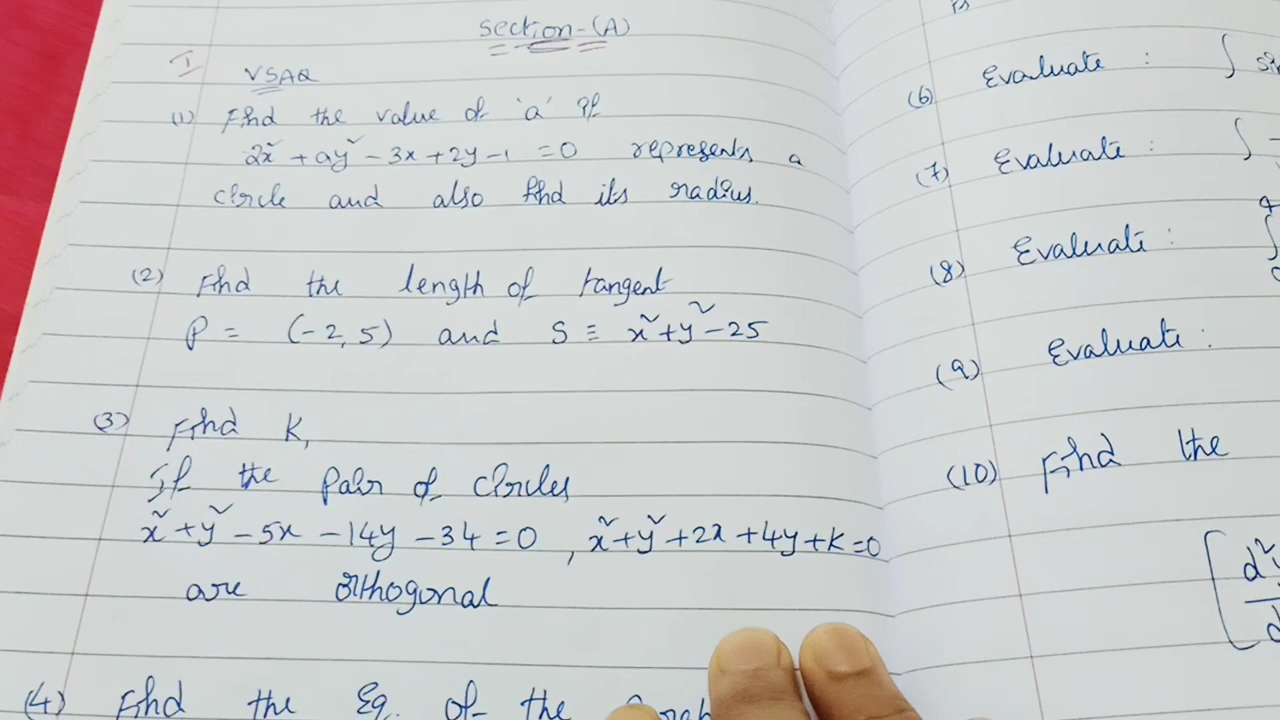 Section-(A)
I
VSAQ
(1) Find the value of 'a' if
2x² + ay² - 3x + 2y - 1 = 0 represents a
circle and also find its radius.
(2) Find the length of tangent
P = (-2, 5) and S ≡ x² + y² - 25
(3) Find K,
If the pair of circles
x² + y² - 5x - 14y - 34 = 0, x² + y² + 2x + 4y + K = 0
are orthogonal
(4) Find the Eq. of the
(6) Evaluate : ∫
(7) Evaluate : ∫
(8) Evaluate : ∫
(9) Evaluate :
(10) Find the